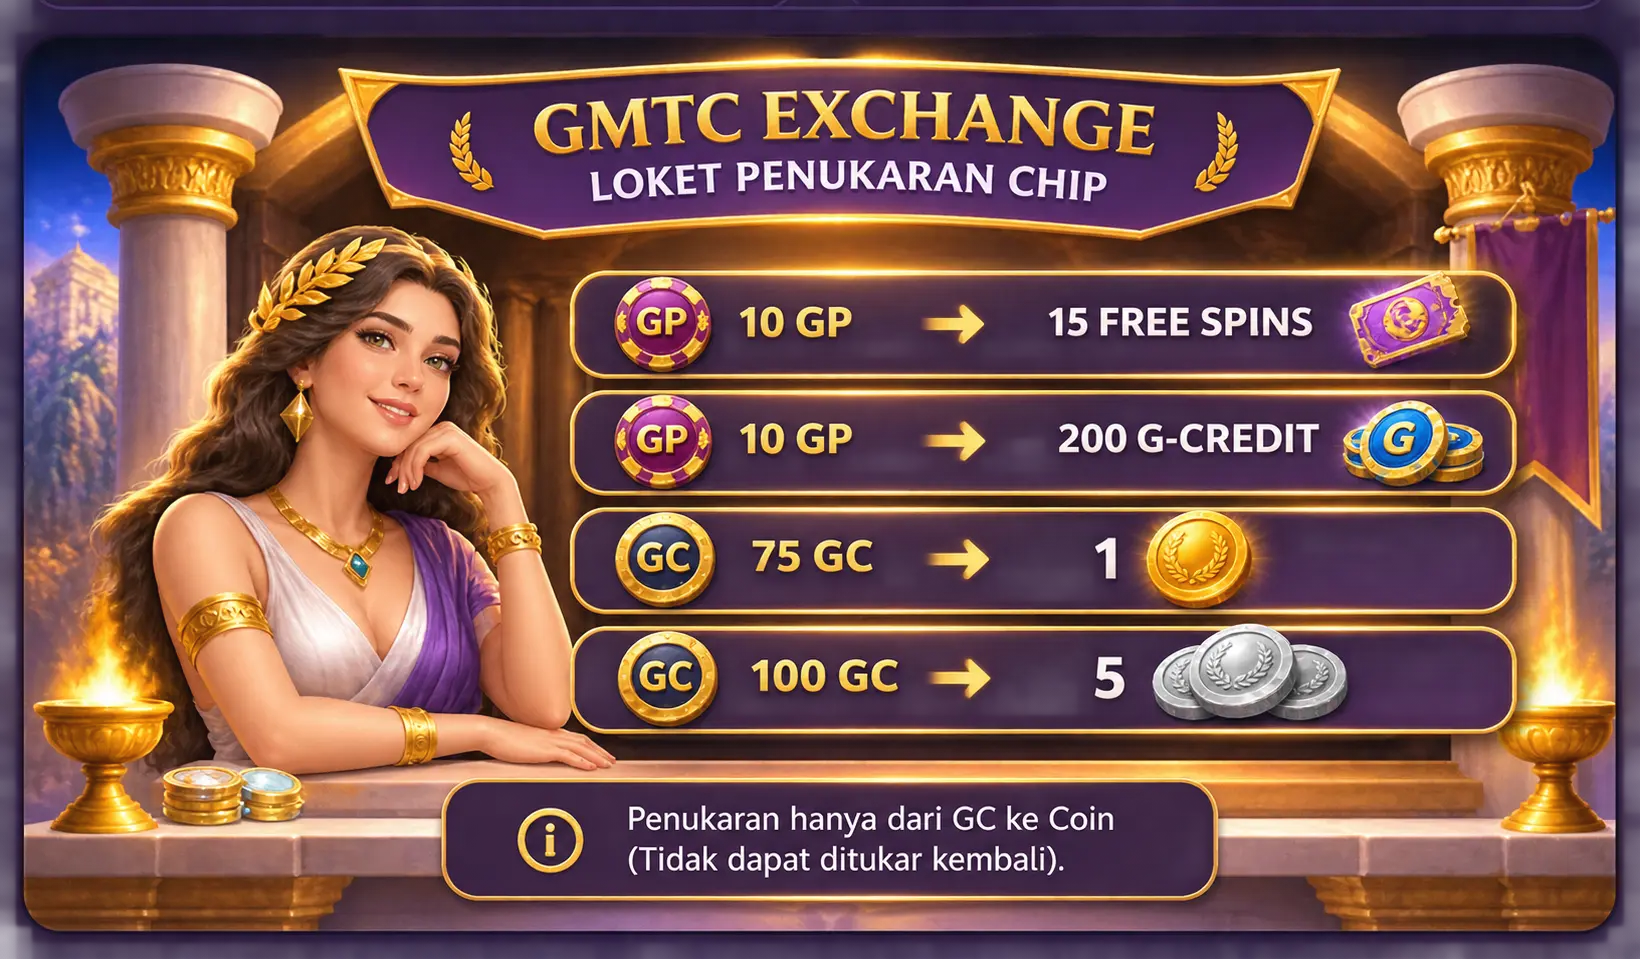 GMTC EXCHANGE
LOKET PENUKARAN CHIP
GP 10 GP 15 FREE SPINS
GP 10 GP 200 G-CREDIT G
GC 75 GC 1
GC 100 GC 5
Penukaran hanya dari GC ke Coin
(Tidak dapat ditukar kembali).